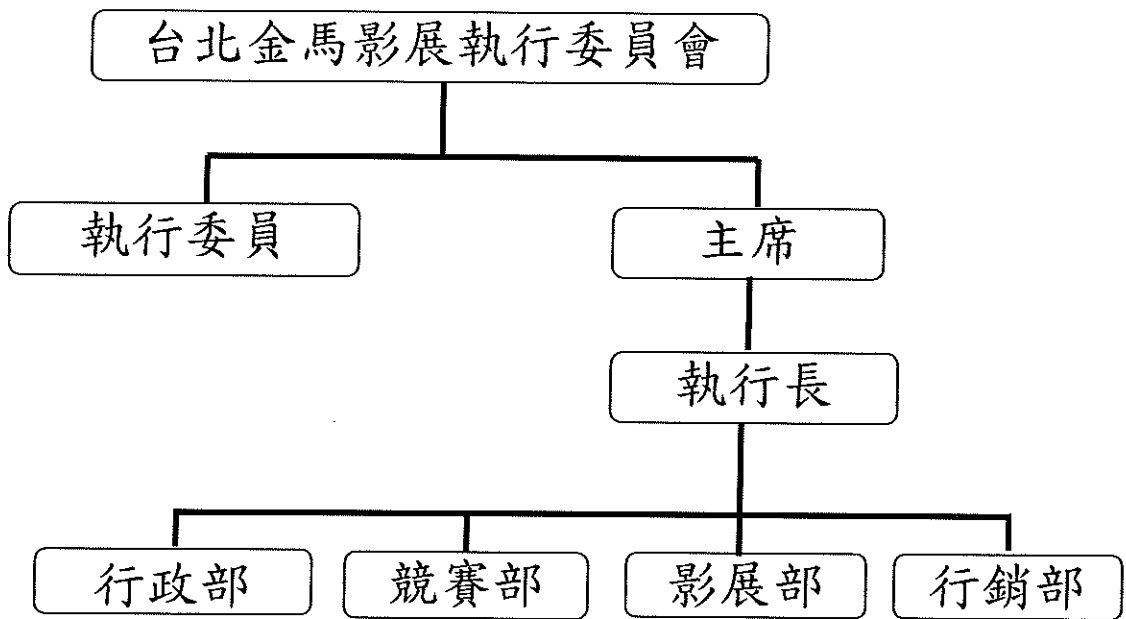 台北金馬影展執行委員會
執行委員
主席
執行長
行政部
競賽部
影展部
行銷部